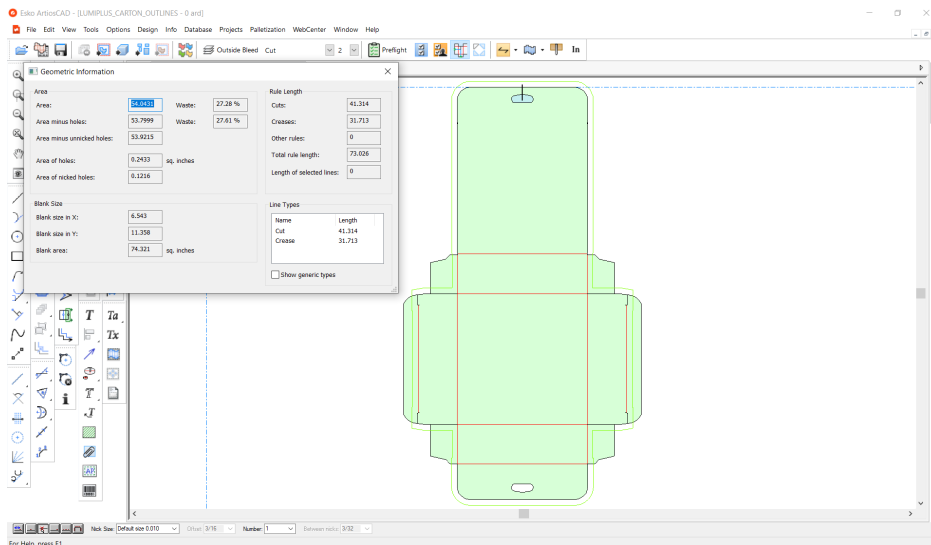 Esko ArtiosCAD - [LUMIPLUS_CARTON_OUTLINES - 0 ard]
File Edit View Tools Options Design Info Database Projects Palletization WebCenter Window Help
Outside Bleed Cut 2 Preflight In
Geometric Information
Area
Area: 54.0431 Waste: 27.28 %
Area minus holes: 53.7999 Waste: 27.61 %
Area minus unnicked holes: 53.9215
Area of holes: 0.2433 sq. inches
Area of nicked holes: 0.1216
Rule Length
Cuts: 41.314
Creases: 31.713
Other rules: 0
Total rule length: 73.026
Length of selected lines: 0
Blank Size
Blank size in X: 6.543
Blank size in Y: 11.358
Blank area: 74.321 sq. inches
Line Types
Name Length
Cut 41.314
Crease 31.713
Show generic types
T Ta
Tx
T
.T
AP
Nick Size: Default size 0.010 Offset: 3/16 Number: 1 Between nicks: 3/32
For Help, press F1